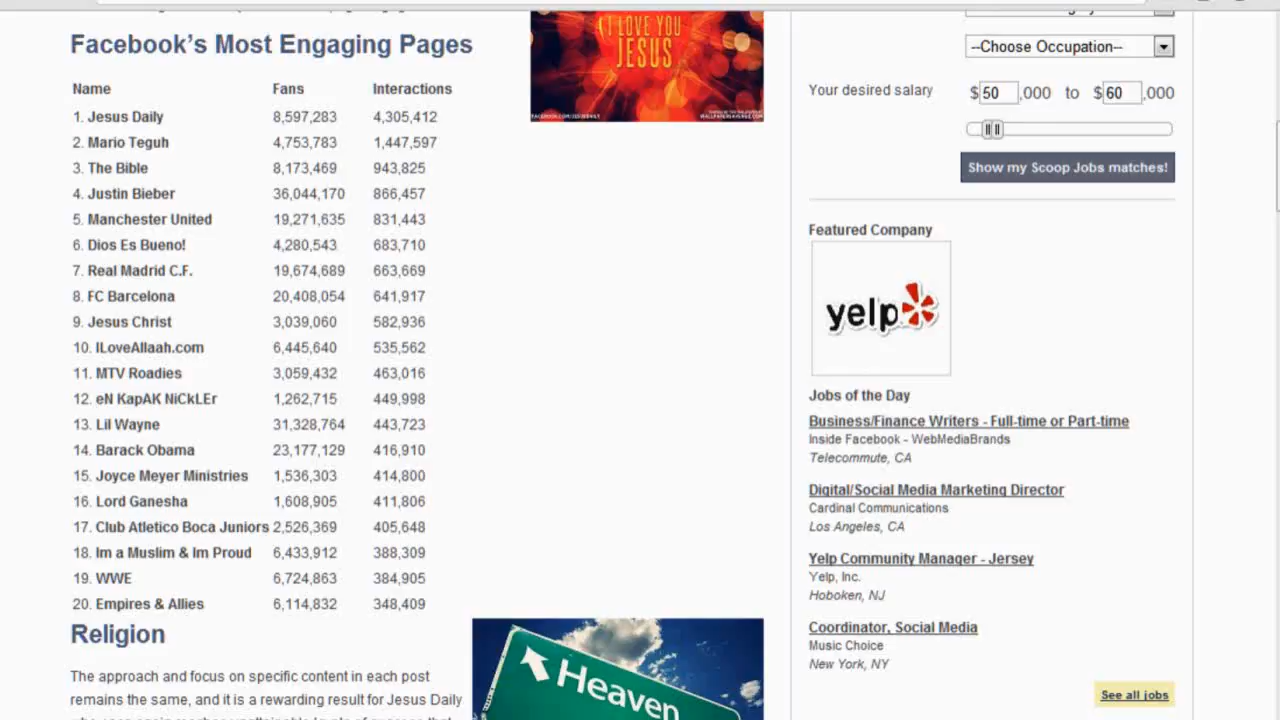 Facebook's Most Engaging Pages
Name Fans Interactions
1. Jesus Daily 8,597,283 4,305,412
2. Mario Teguh 4,753,783 1,447,597
3. The Bible 8,173,469 943,825
4. Justin Bieber 36,044,170 866,457
5. Manchester United 19,271,635 831,443
6. Dios Es Bueno! 4,280,543 683,710
7. Real Madrid C.F. 19,674,689 663,669
8. FC Barcelona 20,408,054 641,917
9. Jesus Christ 3,039,060 582,936
10. ILoveAllaah.com 6,445,640 535,562
11. MTV Roadies 3,059,432 463,016
12. eN KapAK NiCkLEr 1,262,715 449,998
13. Lil Wayne 31,328,764 443,723
14. Barack Obama 23,177,129 416,910
15. Joyce Meyer Ministries 1,536,303 414,800
16. Lord Ganesha 1,608,905 411,806
17. Club Atletico Boca Juniors 2,526,369 405,648
18. Im a Muslim & Im Proud 6,433,912 388,309
19. WWE 6,724,863 384,905
20. Empires & Allies 6,114,832 348,409
Religion
The approach and focus on specific content in each post
remains the same, and it is a rewarding result for Jesus Daily
I LOVE YOU
JESUS
Heaven
--Choose Occupation--
Your desired salary $ 50 ,000 to $ 60 ,000
Show my Scoop Jobs matches!
Featured Company
yelp
Jobs of the Day
Business/Finance Writers - Full-time or Part-time
Inside Facebook - WebMediaBrands
Telecommute, CA
Digital/Social Media Marketing Director
Cardinal Communications
Los Angeles, CA
Yelp Community Manager - Jersey
Yelp, Inc.
Hoboken, NJ
Coordinator, Social Media
Music Choice
New York, NY
See all jobs